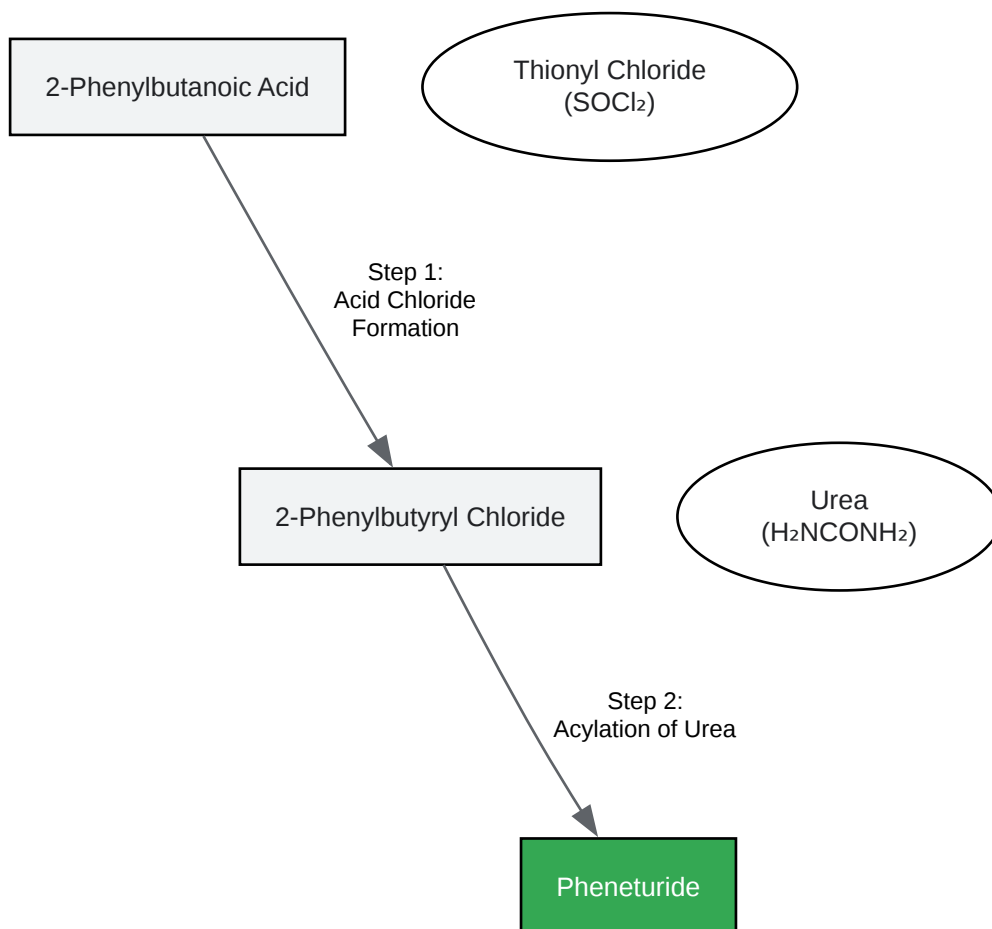 2-Phenylbutanoic Acid
Thionyl Chloride
(SOCl₂)
Step 1:
Acid Chloride
Formation
2-Phenylbutyryl Chloride
Urea
(H₂NCONH₂)
Step 2:
Acylation of Urea
Pheneturide